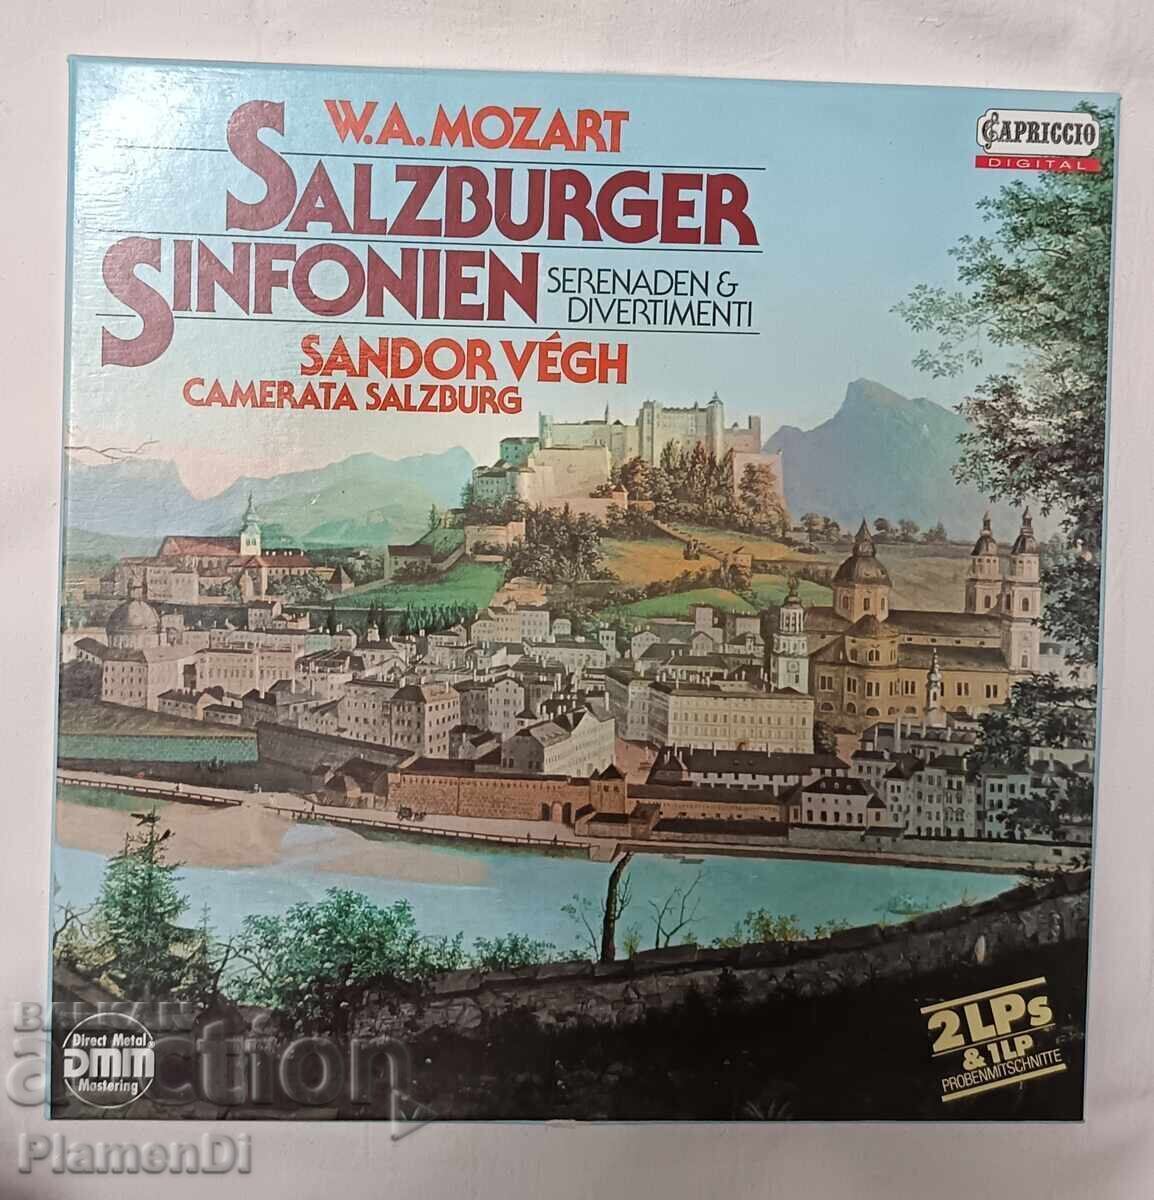 W.A. MOZART
CAPRICCIO
DIGITAL
SALZBURGER
SINFONIEN
SERENADEN &
DIVERTIMENTI
SANDOR VÉGH
CAMERATA SALZBURG
2 LPs
& 1 LP
PROBENMITSCHNITTE
BALKAN
auction
Direct Metal
DMM
Mastering
PlamenDi